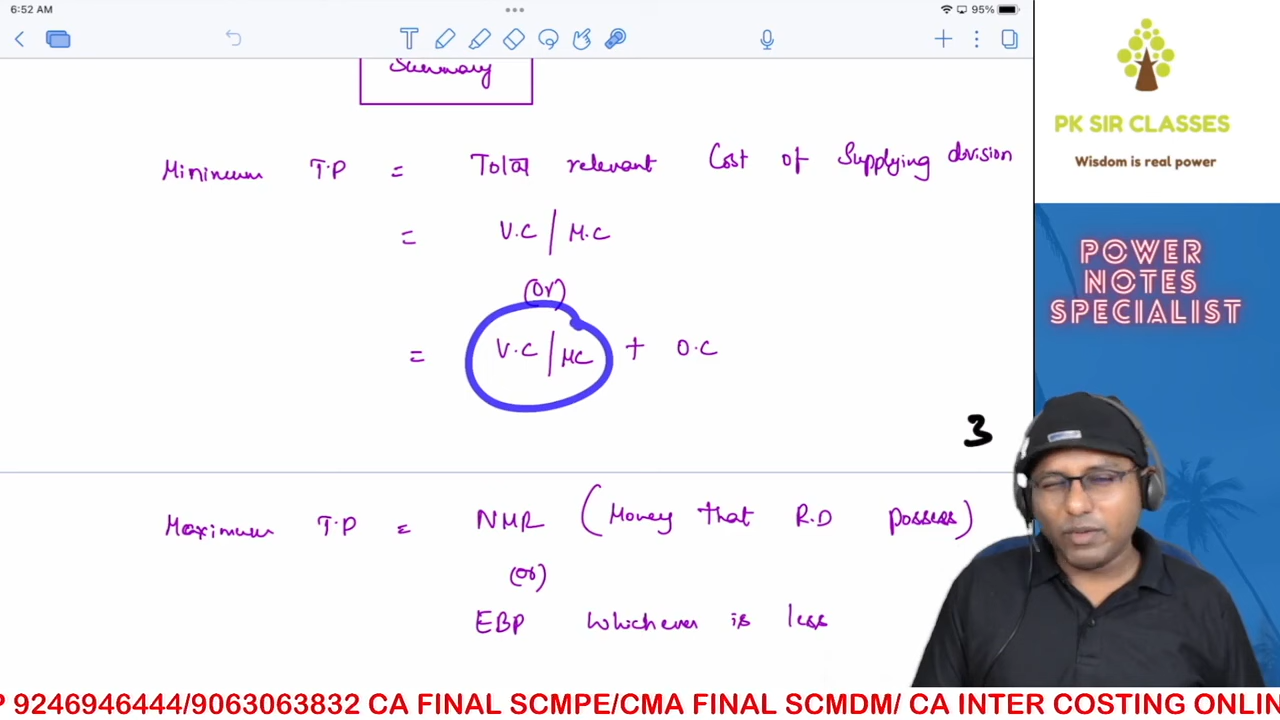 6:52 AM
95%
Summary
Minimum T.P = Total relevant Cost of Supplying division
= V.C / M.C
(or)
= V.C / MC + O.C
3
Maximum T.P = NMR (Money that R.D possess)
(or)
EBP whichever is less
PK SIR CLASSES
Wisdom is real power
POWER
NOTES
SPECIALIST
P 9246946444/9063063832 CA FINAL SCMPE/CMA FINAL SCMDM/ CA INTER COSTING ONLIN